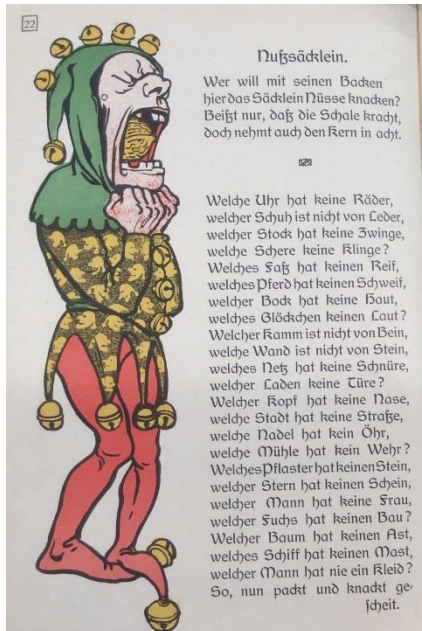 22
Nußsäcklein.
Wer will mit seinen Backen
hier das Säcklein Nüsse knacken?
Beißt nur, daß die Schale kracht,
doch nehmt auch den Kern in acht.
Welche Uhr hat keine Räder,
welcher Schuh ist nicht von Leder,
welcher Stock hat keine Zwinge,
welche Schere keine Klinge?
Welches Faß hat keinen Reif,
welches Pferd hat keinen Schweif,
welcher Bock hat keine Haut,
welches Glöckchen keinen Laut?
Welcher Kamm ist nicht von Bein,
welche Wand ist nicht von Stein,
welches Netz hat keine Schnüre,
welcher Laden keine Türe?
Welcher Kopf hat keine Nase,
welche Stadt hat keine Straße,
welche Nadel hat kein Öhr,
welche Mühle hat kein Wehr?
Welches Pflaster hat keinen Stein,
welcher Stern hat keinen Schein,
welcher Mann hat keine Frau,
welcher Fuchs hat keinen Bau?
Welcher Baum hat keinen Ast,
welches Schiff hat keinen Mast,
welcher Mann hat nie ein Kleid?
So, nun packt und knackt ge-
scheit.